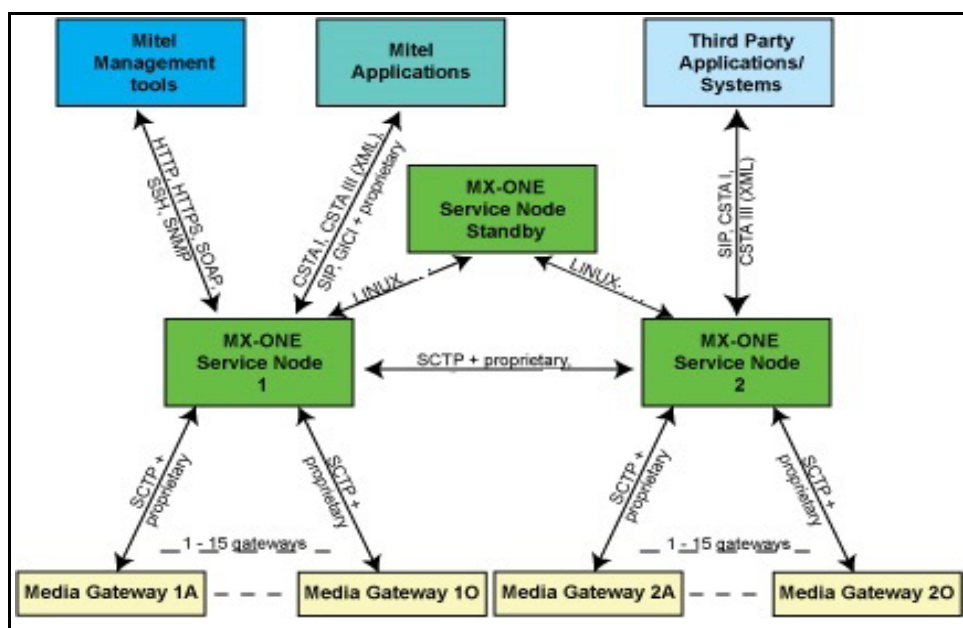 Mitel
Management
tools
Mitel
Applications
Third Party
Applications/
Systems
HTTP, HTTPS, SOAP,
SSH, SNMP
CSTA I, CSTA III (XML),
SIP, GICI + proprietary
MX-ONE
Service Node
Standby
SIP, CSTA I,
CSTA III (XML)
LINUX
LINUX
MX-ONE
Service Node
1
SCTP + proprietary,
MX-ONE
Service Node
2
SCTP +
proprietary
SCTP +
proprietary
SCTP +
proprietary
SCTP +
proprietary
1 - 15 gateways
1 - 15 gateways
Media Gateway 1A
Media Gateway 1O
Media Gateway 2A
Media Gateway 2O